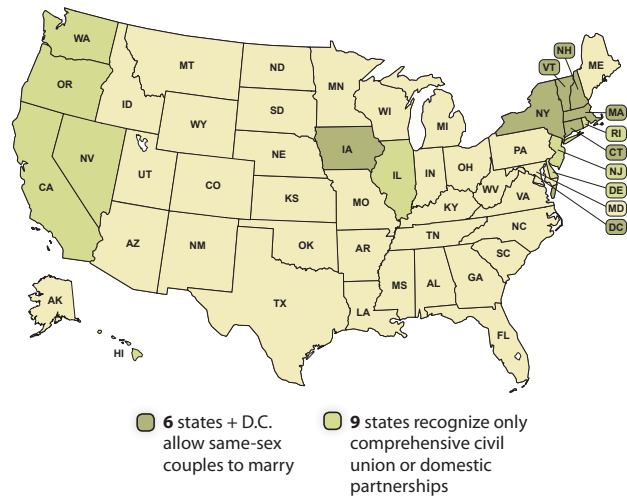 WA
OR
CA
NV
ID
MT
WY
UT
AZ
CO
NM
ND
SD
NE
KS
OK
TX
MN
IA
MO
AR
LA
WI
IL
MI
IN
OH
KY
TN
MS
AL
GA
FL
SC
NC
VA
WV
PA
NY
VT
NH
ME
MA
RI
CT
NJ
DE
MD
DC
AK
HI
6 states + D.C.
allow same-sex
couples to marry
9 states recognize only
comprehensive civil
union or domestic
partnerships